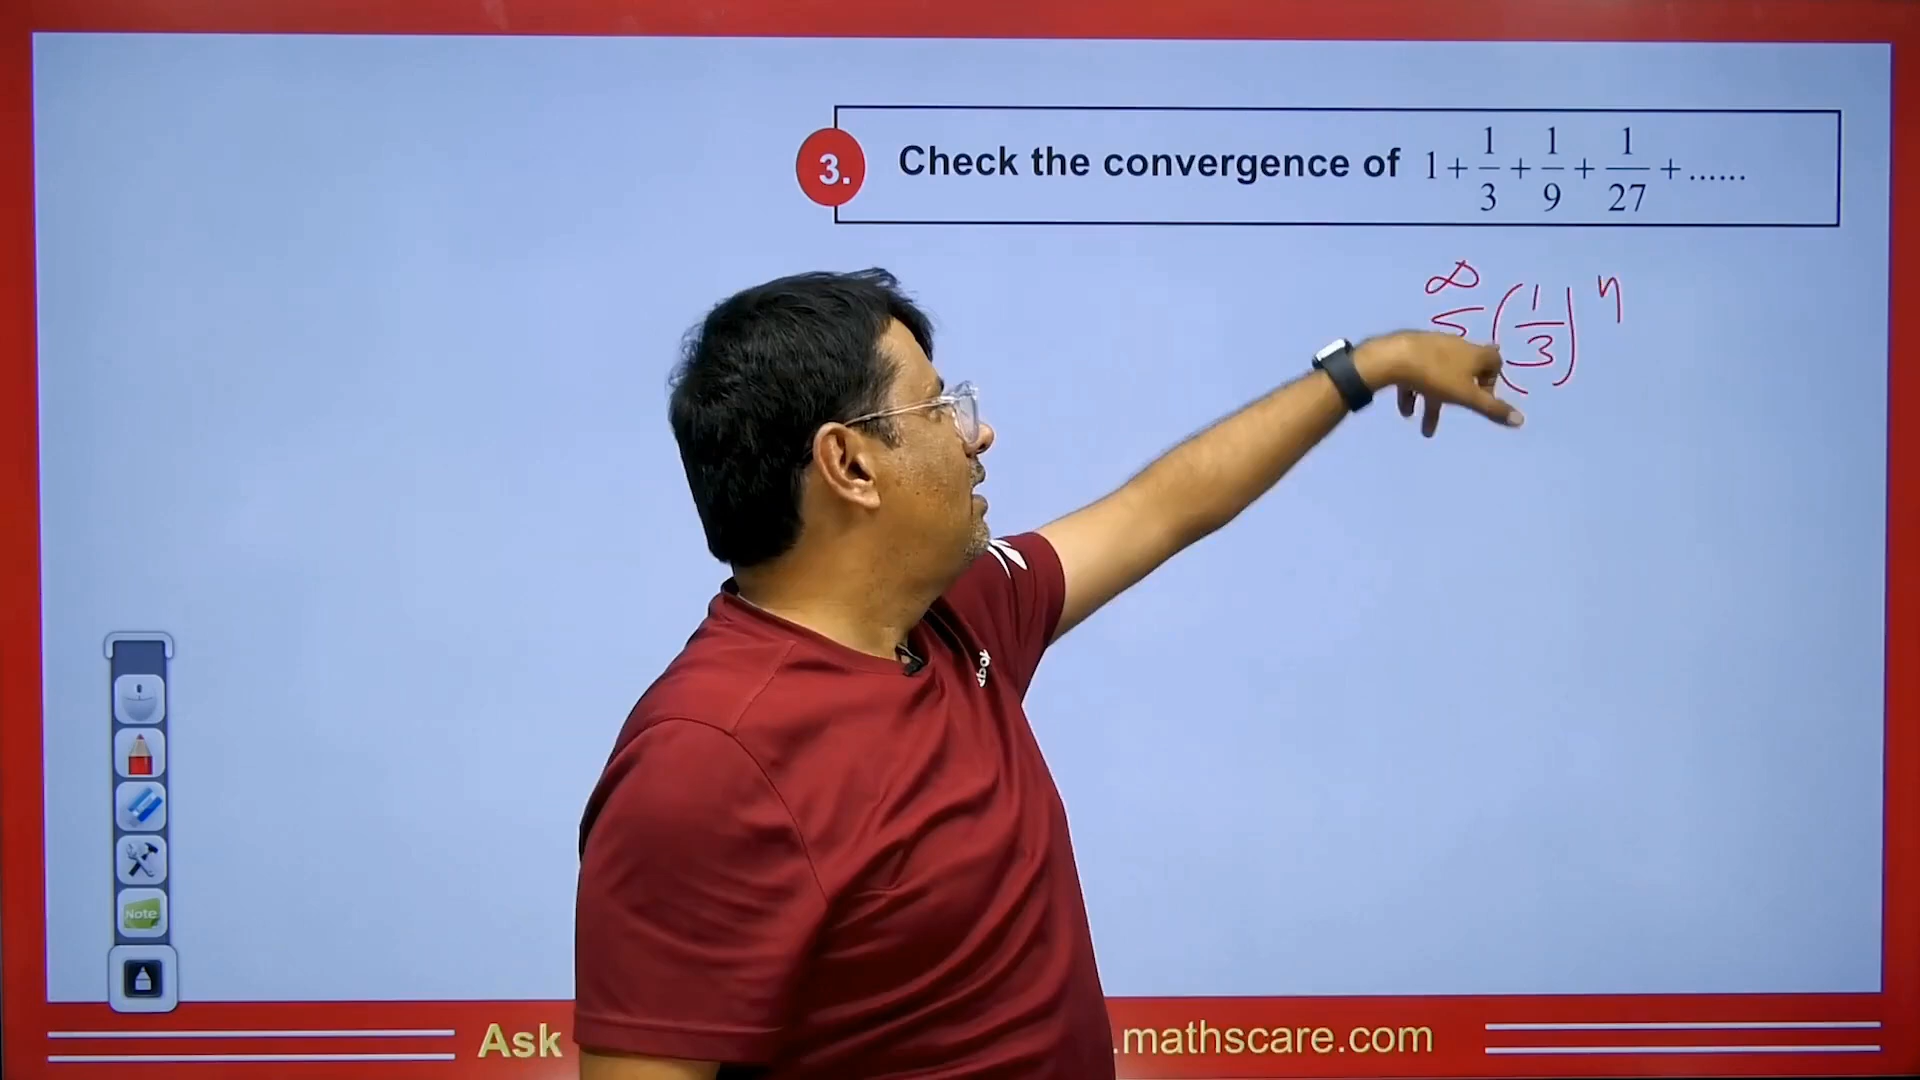 3. Check the convergence of 1 + 1/3 + 1/9 + 1/27 + ......
∞
Σ (1/3)^n
Note
Ask .mathscare.com